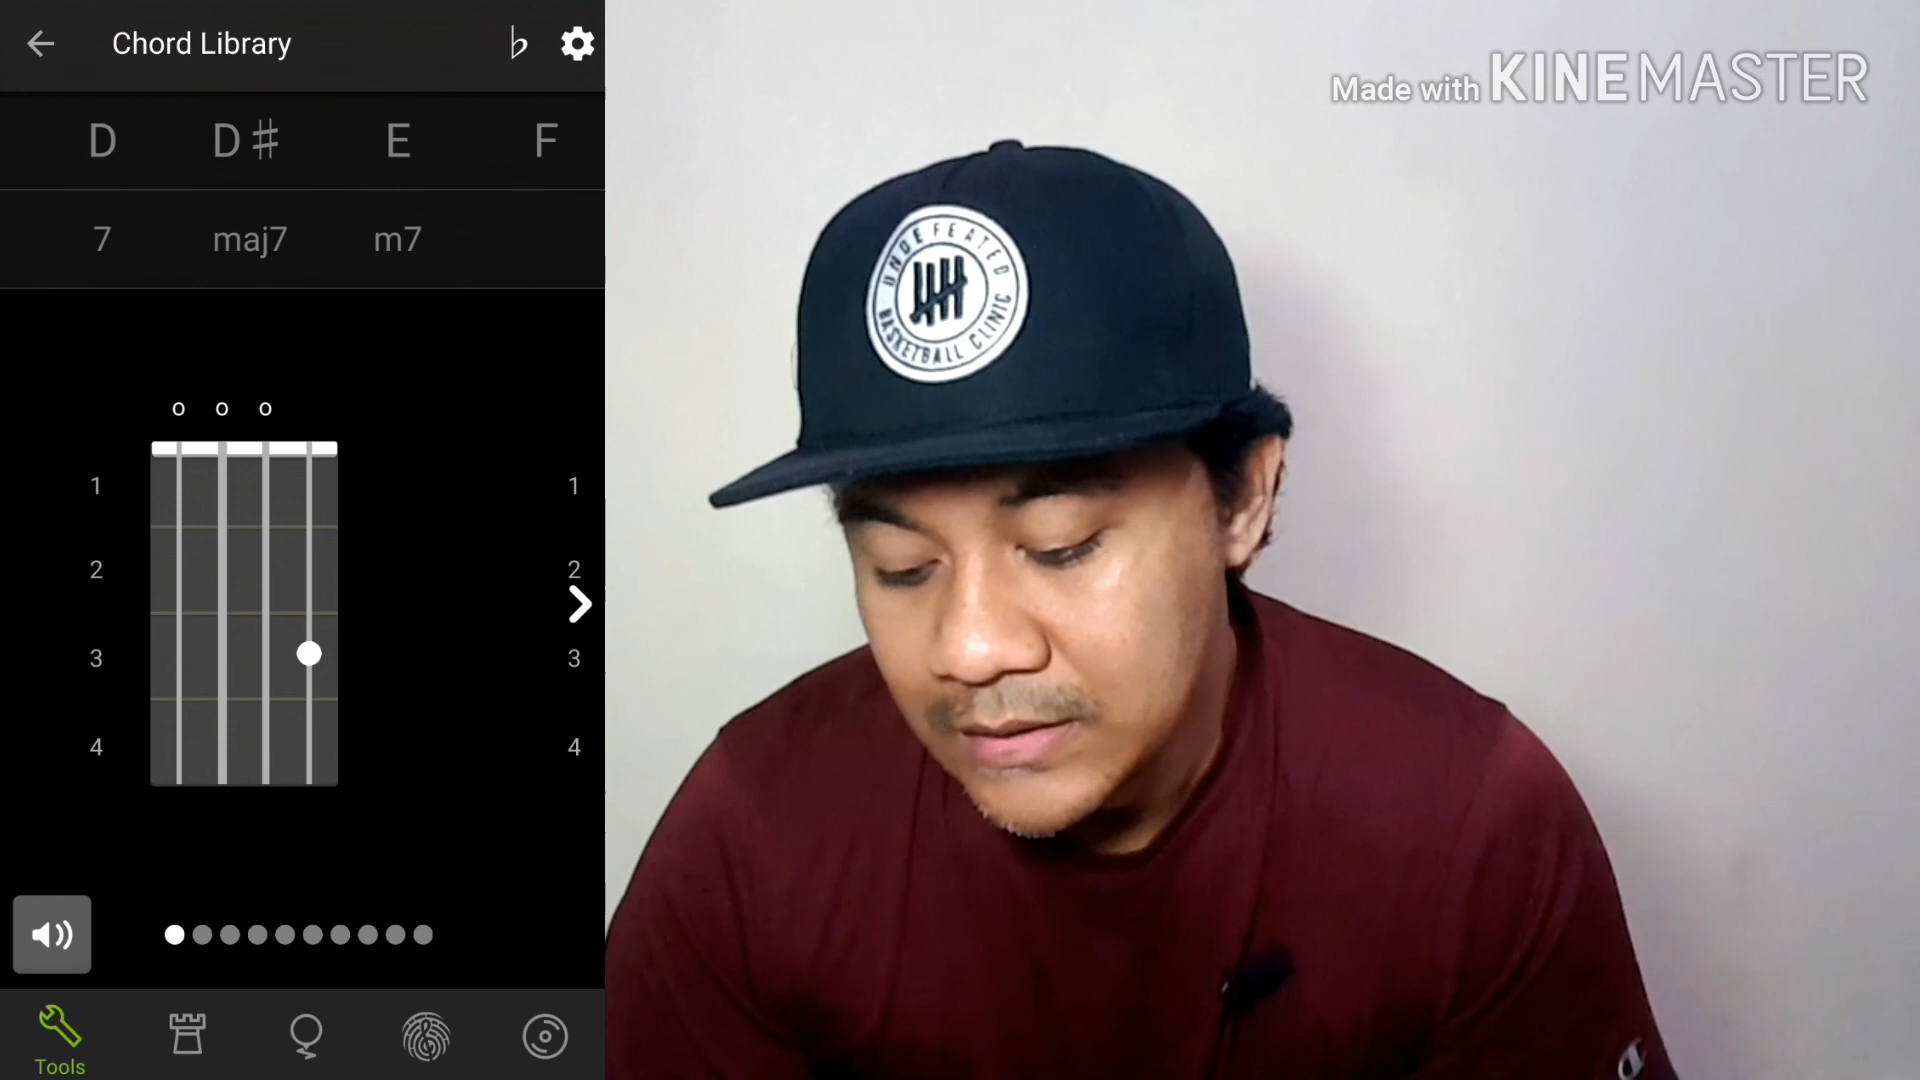 Chord Library ♭
D D♯ E F
7 maj7 m7
o o o
1 1
2 2
3 3
4 4
Tools
Made with KINEMASTER
UNDEFEATED
BASKETBALL CLINIC